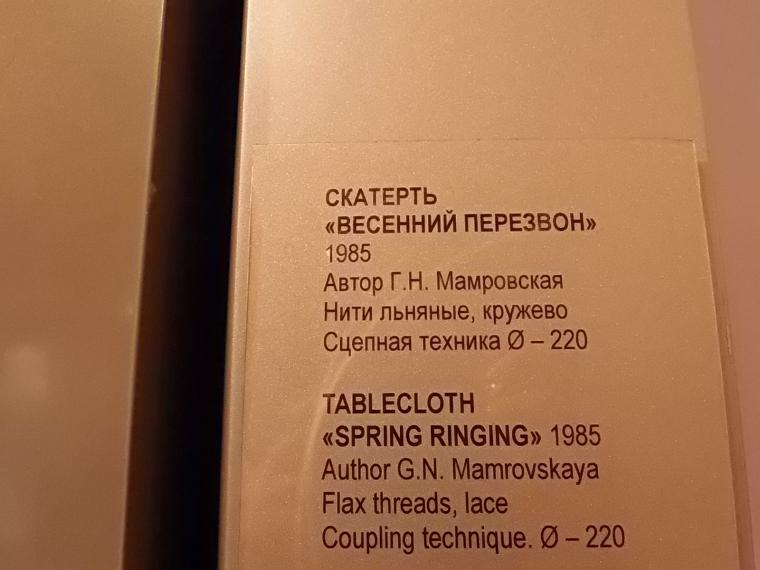 СКАТЕРТЬ
«ВЕСЕННИЙ ПЕРЕЗВОН»
1985
Автор Г.Н. Мамровская
Нити льняные, кружево
Сцепная техника Ø – 220
TABLECLOTH
«SPRING RINGING» 1985
Author G.N. Mamrovskaya
Flax threads, lace
Coupling technique. Ø – 220